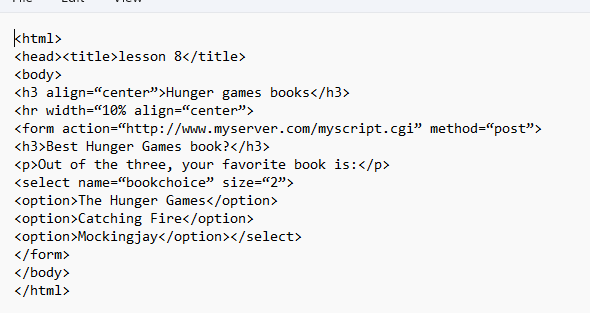 <html>
<head><title>lesson 8</title>
<body>
<h3 align=“center”>Hunger games books</h3>
<hr width=“10% align=“center”>
<form action=“http://www.myserver.com/myscript.cgi” method=“post”>
<h3>Best Hunger Games book?</h3>
<p>Out of the three, your favorite book is:</p>
<select name=“bookchoice” size=“2”>
<option>The Hunger Games</option>
<option>Catching Fire</option>
<option>Mockingjay</option></select>
</form>
</body>
</html>